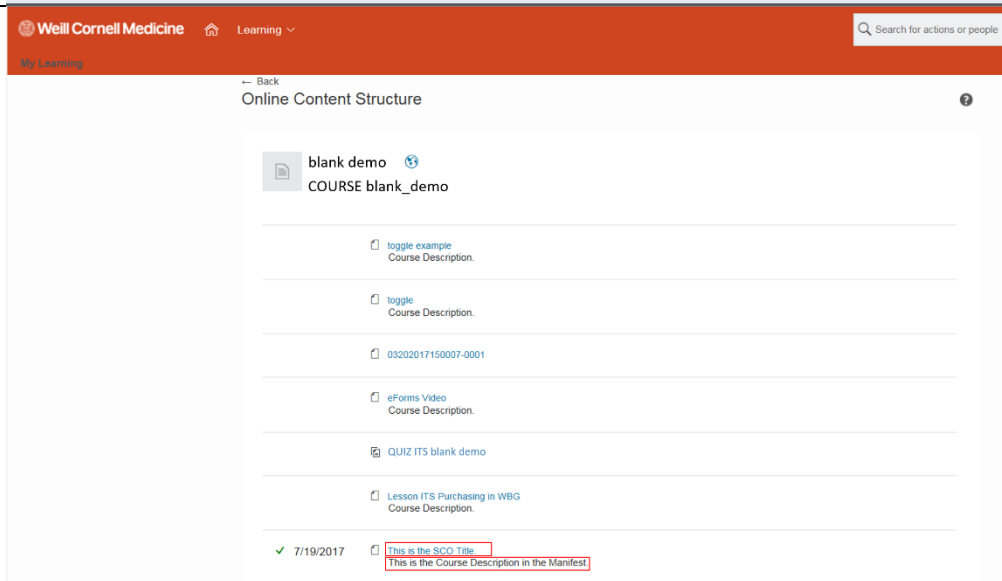 Weill Cornell Medicine Learning Search for actions or people
My Learning
← Back
Online Content Structure
?
blank demo
COURSE blank_demo
toggle example
Course Description.
toggle
Course Description.
03202017150007-0001
eForms Video
Course Description.
QUIZ ITS blank demo
Lesson ITS Purchasing in WBG
Course Description.
7/19/2017 This is the SCO Title.
This is the Course Description in the Manifest.